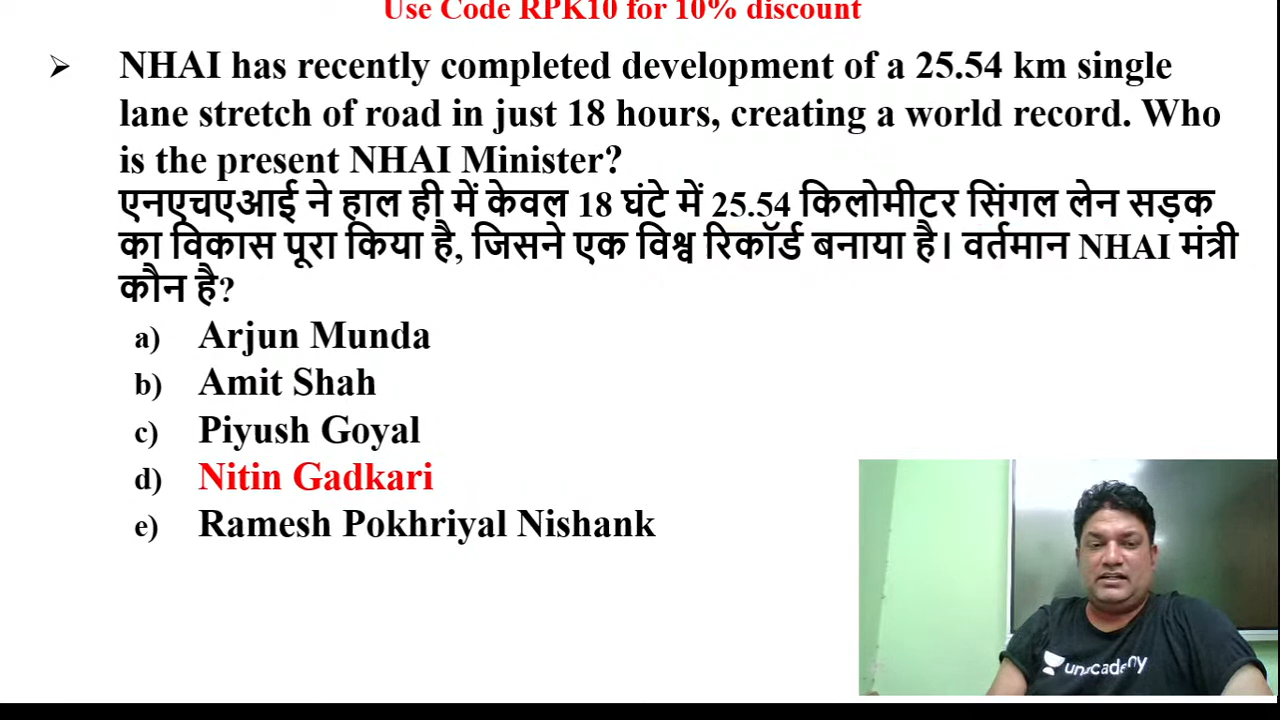 Use Code RPK10 for 10% discount
➢ NHAI has recently completed development of a 25.54 km single
lane stretch of road in just 18 hours, creating a world record. Who
is the present NHAI Minister?
एनएचएआई ने हाल ही में केवल 18 घंटे में 25.54 किलोमीटर सिंगल लेन सड़क
का विकास पूरा किया है, जिसने एक विश्व रिकॉर्ड बनाया है। वर्तमान NHAI मंत्री
कौन है?
a) Arjun Munda
b) Amit Shah
c) Piyush Goyal
d) Nitin Gadkari
e) Ramesh Pokhriyal Nishank
unacademy